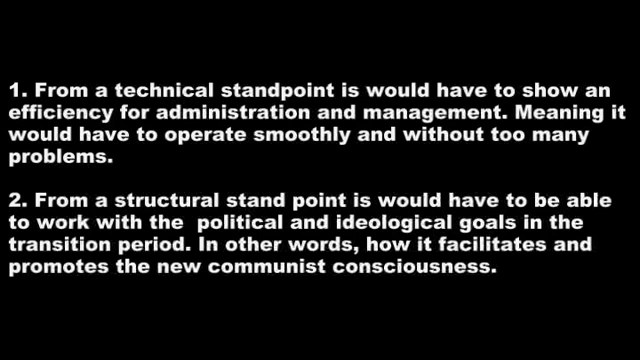 1. From a technical standpoint is would have to show an
efficiency for administration and management. Meaning it
would have to operate smoothly and without too many
problems.
2. From a structural stand point is would have to be able
to work with the  political and ideological goals in the
transition period. In other words, how it facilitates and
promotes the new communist consciousness.